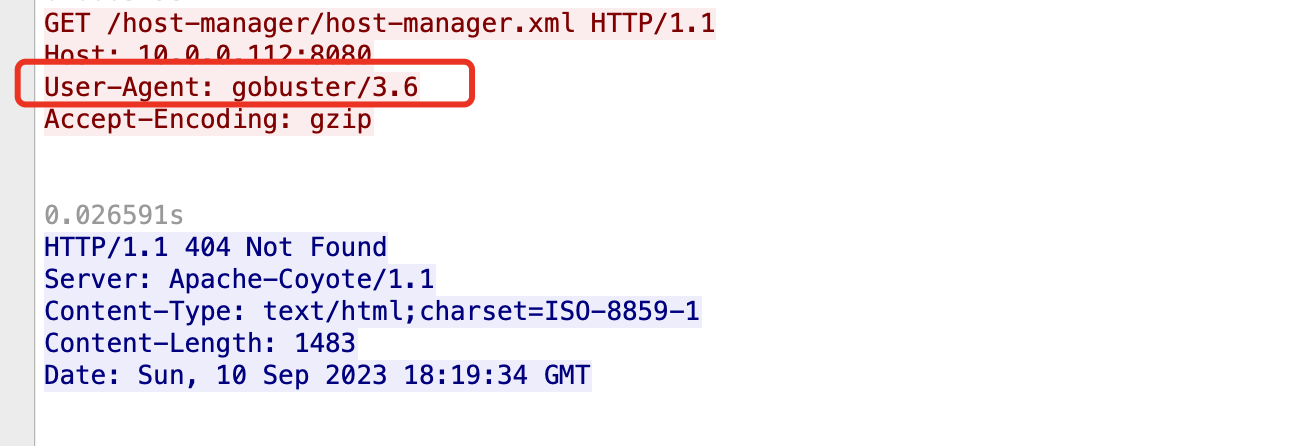 GET /host-manager/host-manager.xml HTTP/1.1
Host: 10.0.0.112:8080
User-Agent: gobuster/3.6
Accept-Encoding: gzip
0.026591s
HTTP/1.1 404 Not Found
Server: Apache-Coyote/1.1
Content-Type: text/html;charset=ISO-8859-1
Content-Length: 1483
Date: Sun, 10 Sep 2023 18:19:34 GMT